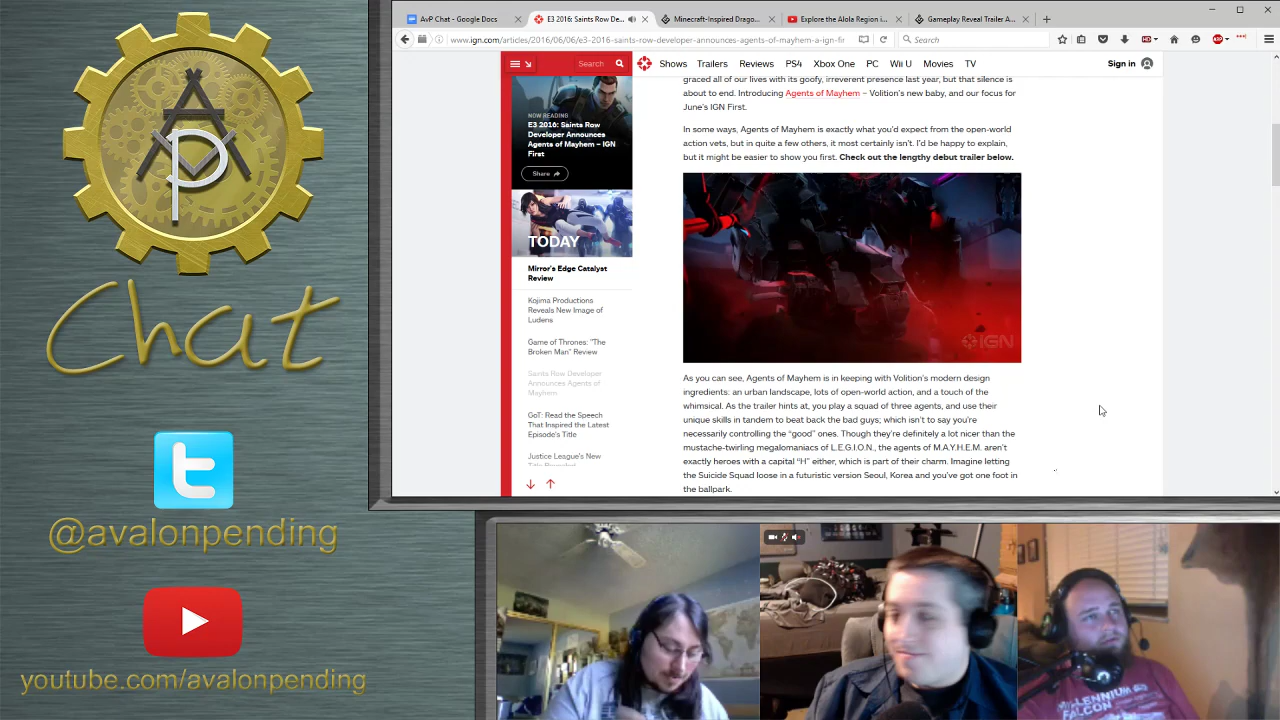 AvP Chat - Google Docs
E3 2016: Saints Row De...
Minecraft-Inspired Drago...
Explore the Alola Region i...
Gameplay Reveal Trailer A...
www.ign.com/articles/2016/06/06/e3-2016-saints-row-developer-announces-agents-of-mayhem-a-ign-fir
Search
Search
Shows Trailers Reviews PS4 Xbox One PC Wii U Movies TV
Sign in
NOW READING
E3 2016: Saints Row
Developer Announces
Agents of Mayhem – IGN
First
Share
TODAY
Mirror's Edge Catalyst
Review
Kojima Productions
Reveals New Image of
Ludens
Game of Thrones: "The
Broken Man" Review
Saints Row Developer
Announces Agents of
Mayhem
GoT: Read the Speech
That Inspired the Latest
Episode's Title
Justice League's New
Title Revealed
graced all of our lives with its goofy, irreverent presence last year, but that silence is
about to end. Introducing Agents of Mayhem – Volition's new baby, and our focus for
June's IGN First.
In some ways, Agents of Mayhem is exactly what you'd expect from the open-world
action vets, but in quite a few others, it most certainly isn't. I'd be happy to explain,
but it might be easier to show you first. Check out the lengthy debut trailer below.
IGN
As you can see, Agents of Mayhem is in keeping with Volition's modern design
ingredients: an urban landscape, lots of open-world action, and a touch of the
whimsical. As the trailer hints at, you play a squad of three agents, and use their
unique skills in tandem to beat back the bad guys; which isn't to say you're
necessarily controlling the "good" ones. Though they're definitely a lot nicer than the
mustache-twirling megalomaniacs of L.E.G.I.O.N., the agents of M.A.Y.H.E.M. aren't
exactly heroes with a capital "H" either, which is part of their charm. Imagine letting
the Suicide Squad loose in a futuristic version Seoul, Korea and you've got one foot in
the ballpark.
Chat
@avalonpending
youtube.com/avalonpending
MILLENNIUM
FALCON